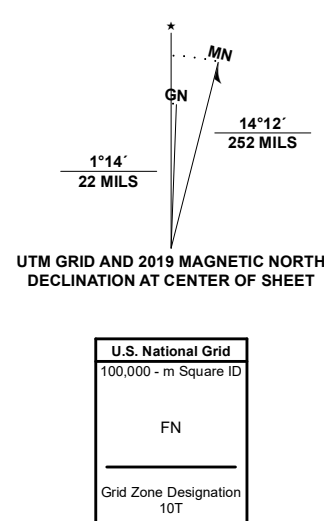 MN
GN
14°12´
252 MILS
1°14´
22 MILS
UTM GRID AND 2019 MAGNETIC NORTH
DECLINATION AT CENTER OF SHEET
U.S. National Grid
100,000 - m Square ID
FN
Grid Zone Designation
10T